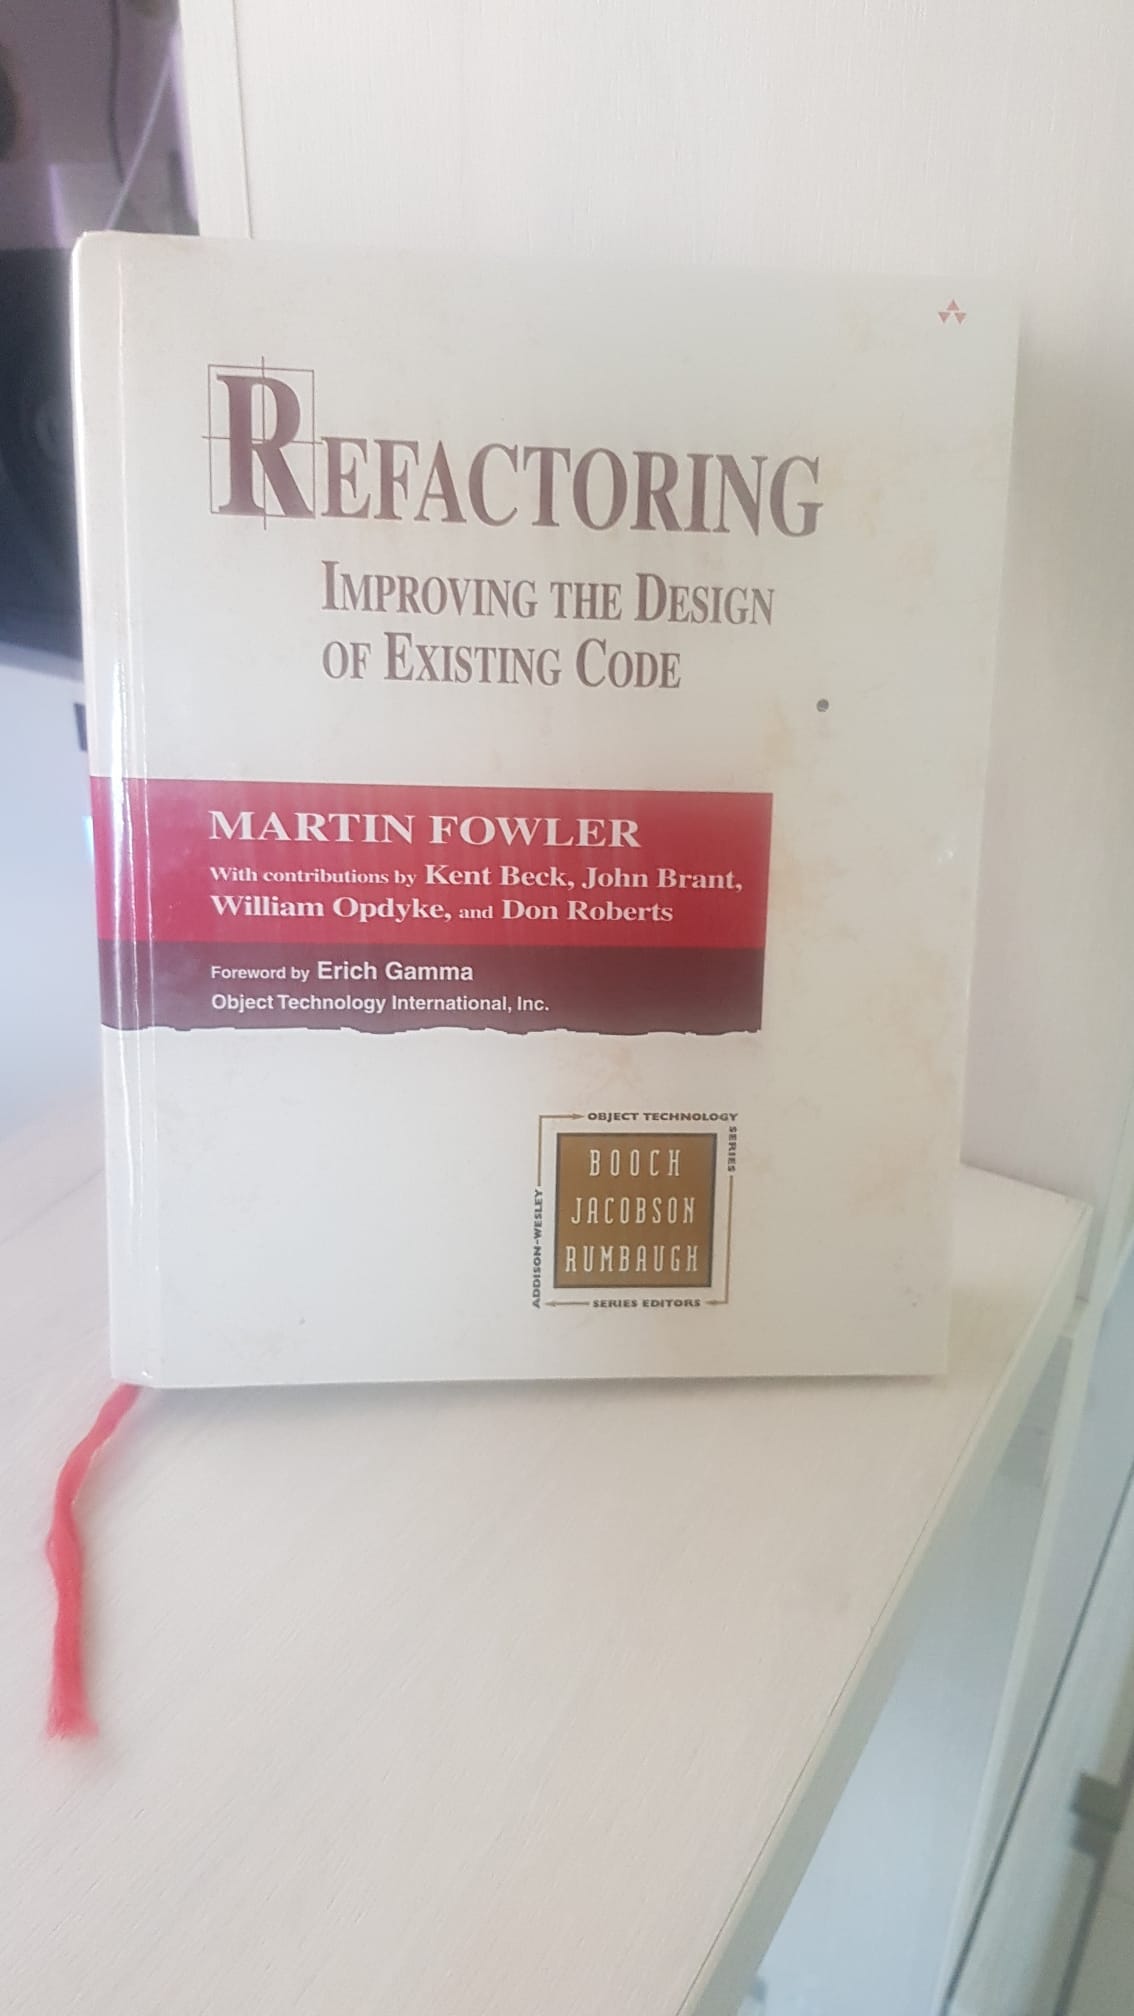 REFACTORING
IMPROVING THE DESIGN
OF EXISTING CODE
MARTIN FOWLER
With contributions by Kent Beck, John Brant,
William Opdyke, and Don Roberts
Foreword by Erich Gamma
Object Technology International, Inc.
OBJECT TECHNOLOGY
SERIES
BOOCH
JACOBSON
RUMBAUGH
ADDISON-WESLEY
SERIES EDITORS